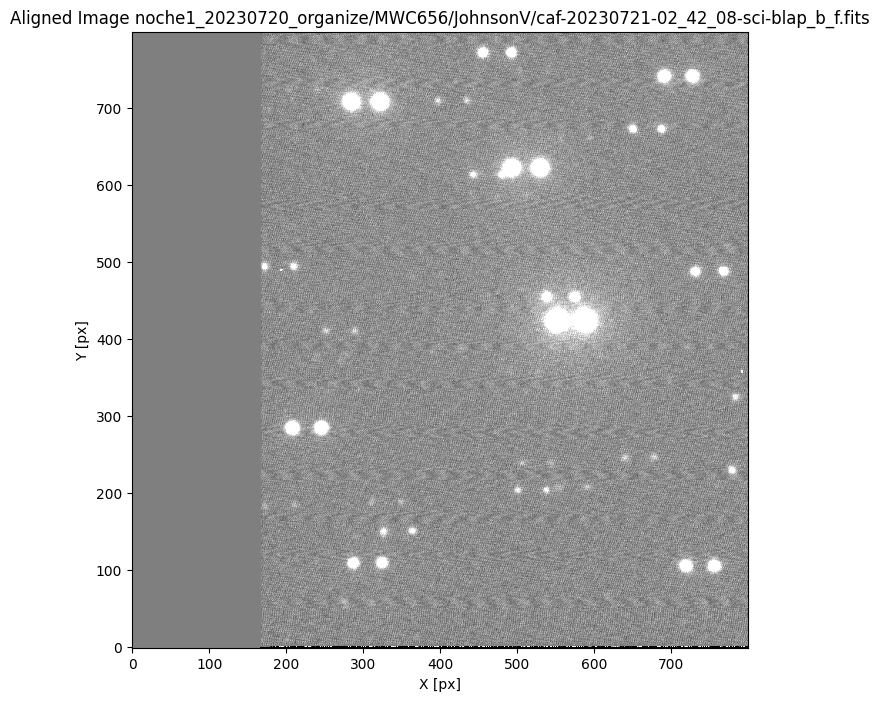 Aligned Image noche1_20230720_organize/MWC656/JohnsonV/caf-20230721-02_42_08-sci-blap_b_f.fits
700
600
500
400
300
200
100
0
Y [px]
0 100 200 300 400 500 600 700
X [px]